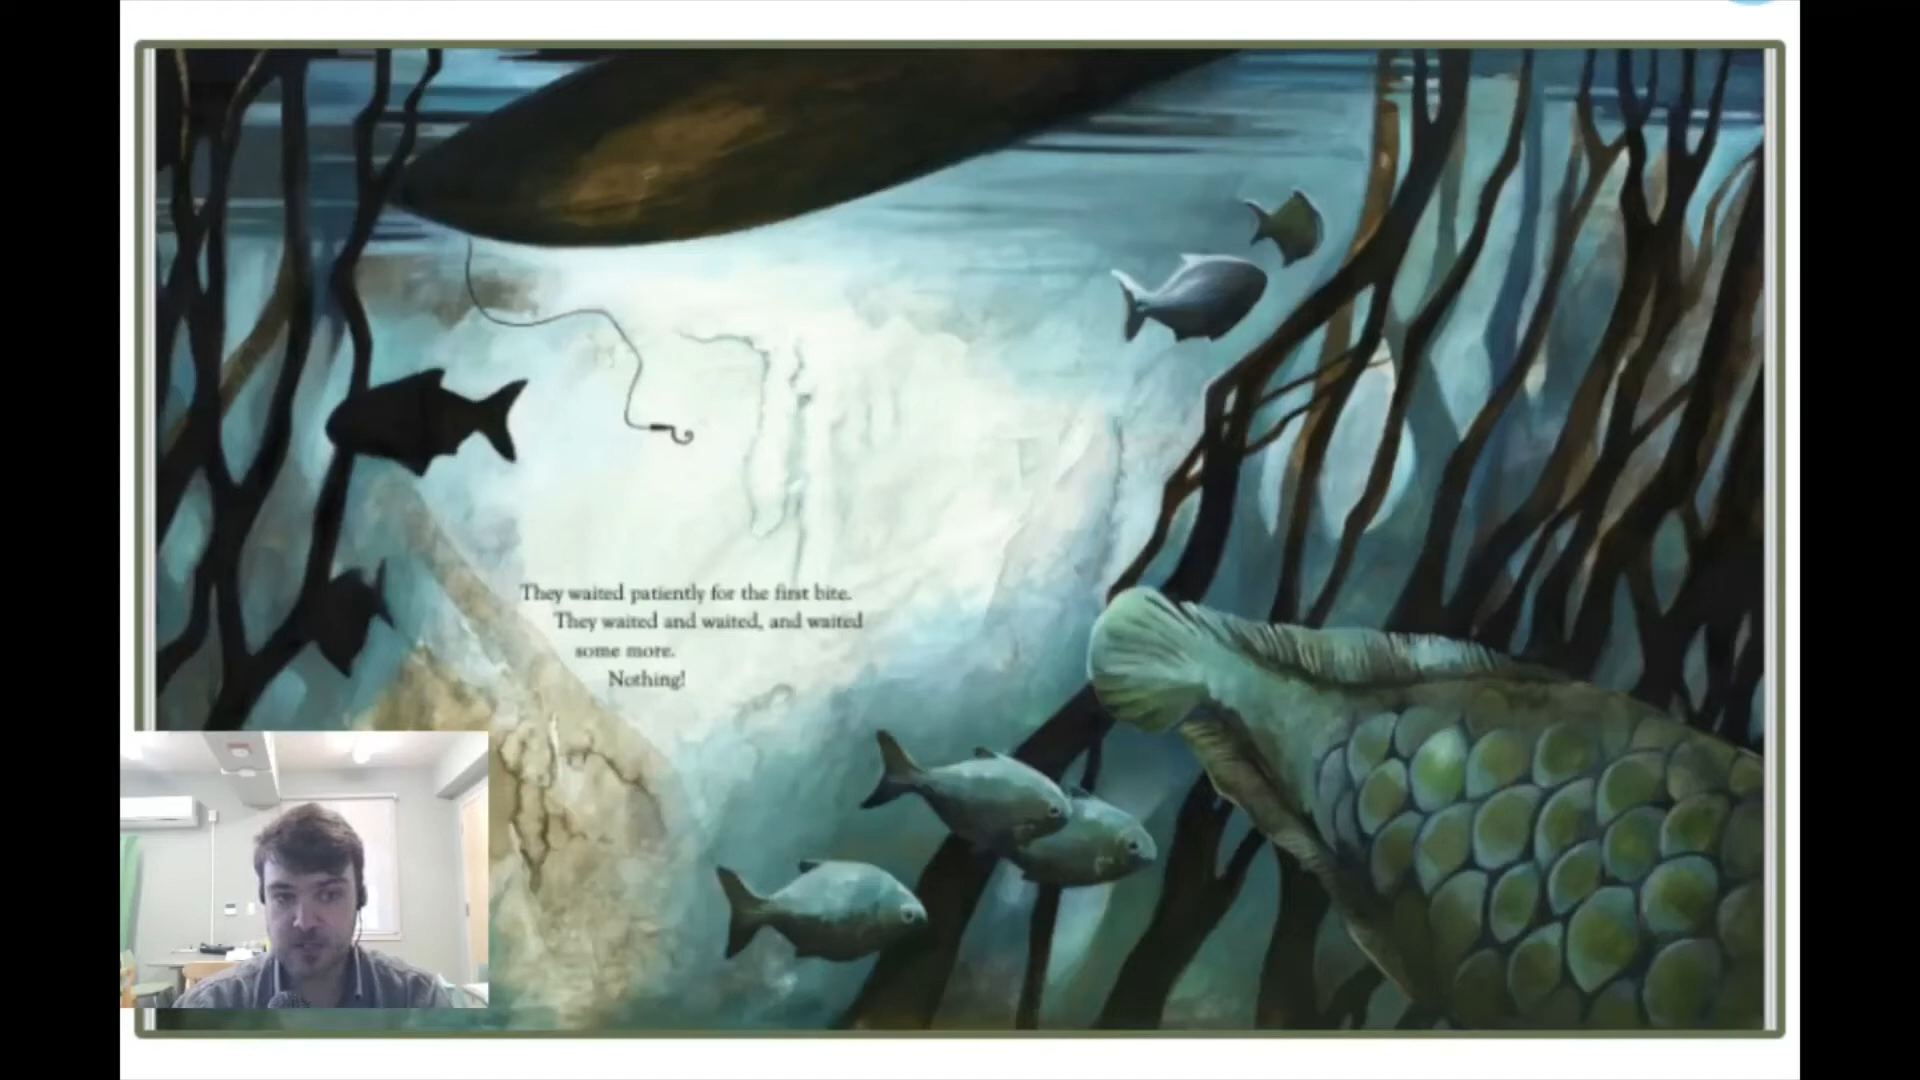 They waited patiently for the first bite.
They waited and waited, and waited
some more.
Nothing!